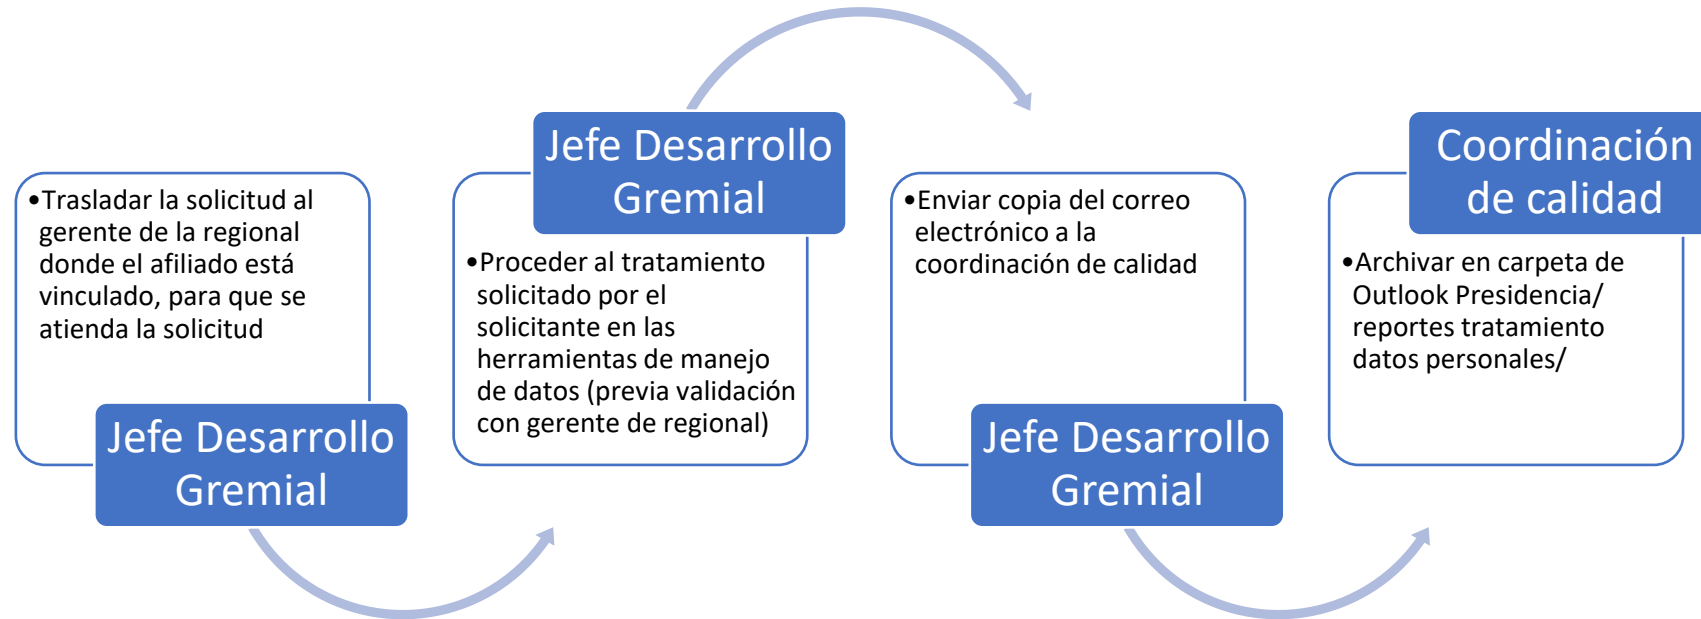 •Trasladar la solicitud al
gerente de la regional
donde el afiliado está
vinculado, para que se
atienda la solicitud
Jefe Desarrollo
Gremial
Jefe Desarrollo
Gremial
•Proceder al tratamiento
solicitado por el
solicitante en las
herramientas de manejo
de datos (previa validación
con gerente de regional)
•Enviar copia del correo
electrónico a la
coordinación de calidad
Jefe Desarrollo
Gremial
Coordinación
de calidad
•Archivar en carpeta de
Outlook Presidencia/
reportes tratamiento
datos personales/